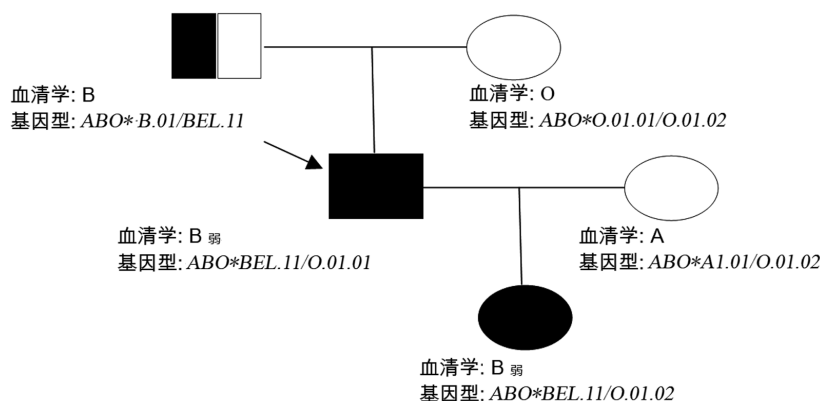 血清学: B
基因型: ABO*·B.01/BEL.11
血清学: O
基因型: ABO*O.01.01/O.01.02
血清学: B 弱
基因型: ABO*BEL.11/O.01.01
血清学: A
基因型: ABO*A1.01/O.01.02
血清学: B 弱
基因型: ABO*BEL.11/O.01.02